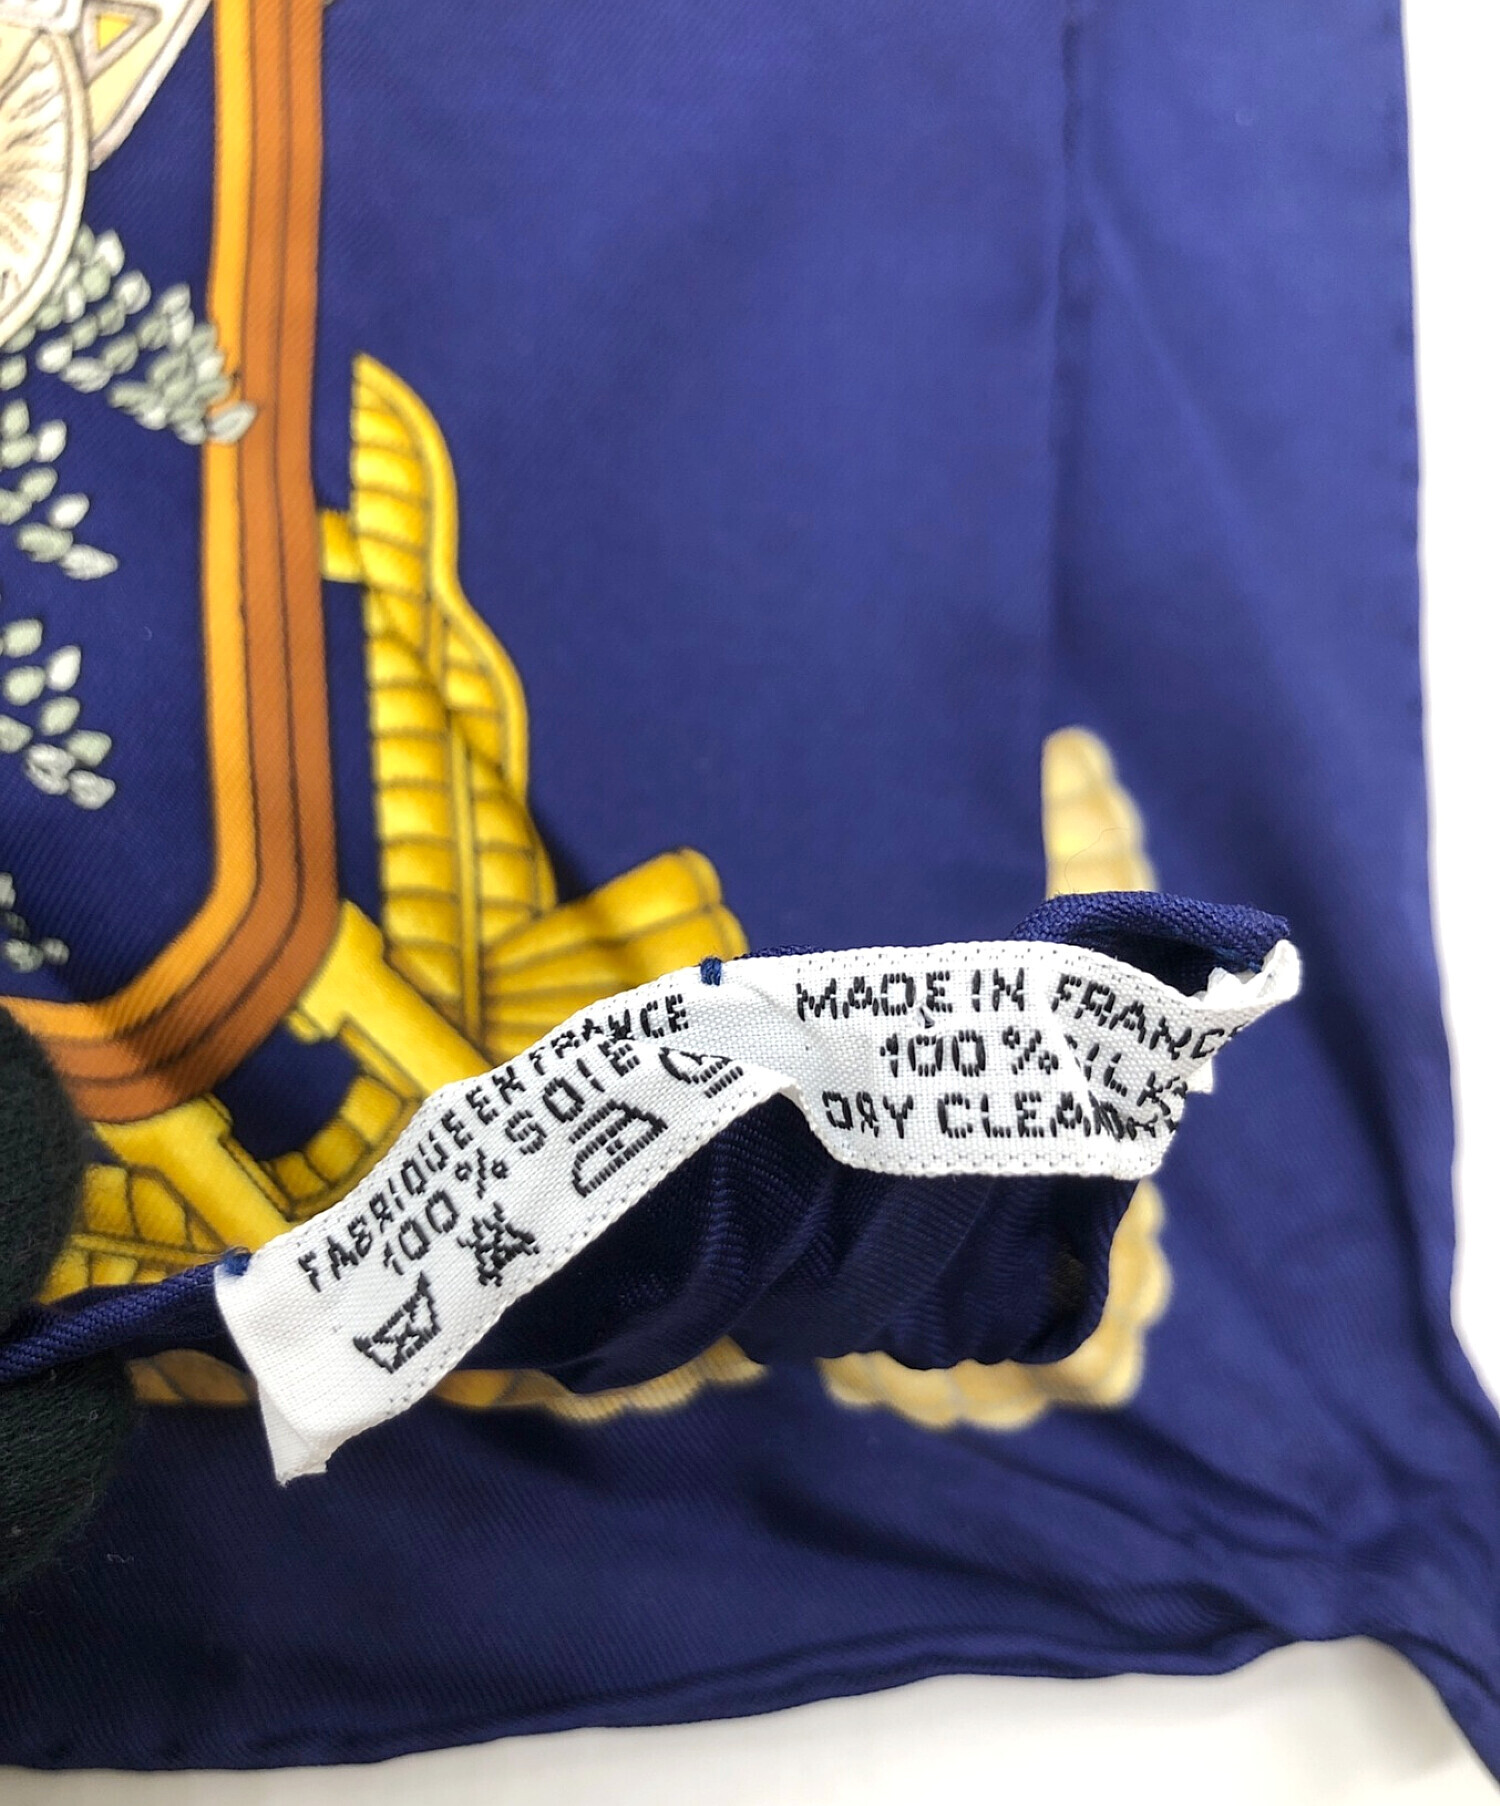 FABRIQUE EN FRANCE
100 % SOIE
MADE IN FRANCE
100 % SILK
DRY CLEAN